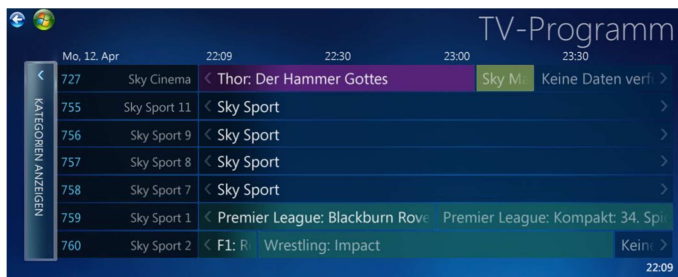 TV-Programm
Mo, 12. Apr 22:09 22:30 23:00 23:30
KATEGORIEN ANZEIGEN
727 Sky Cinema Thor: Der Hammer Gottes Sky Ma Keine Daten verf
755 Sky Sport 11 Sky Sport
756 Sky Sport 9 Sky Sport
757 Sky Sport 8 Sky Sport
758 Sky Sport 7 Sky Sport
759 Sky Sport 1 Premier League: Blackburn Rove Premier League: Kompakt: 34. Spie
760 Sky Sport 2 F1: R Wrestling: Impact Kein
22:09